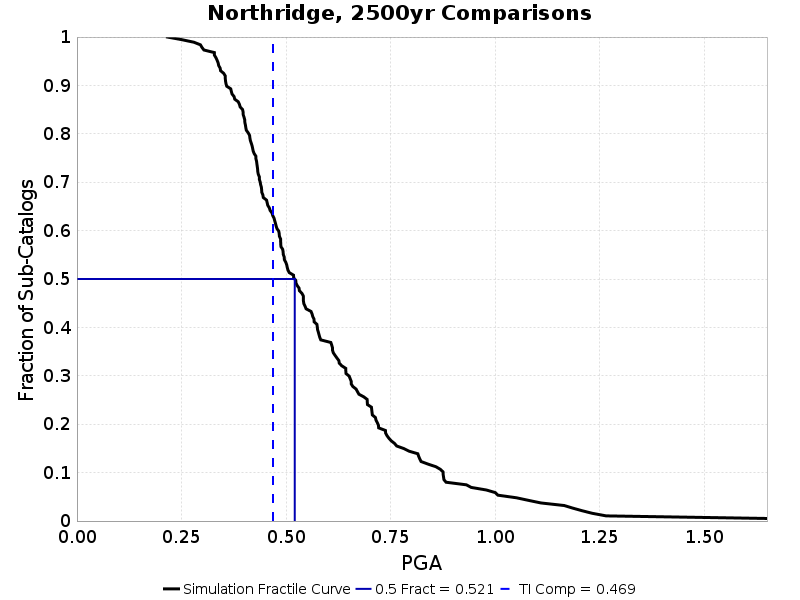 Northridge, 2500yr Comparisons
Fraction of Sub-Catalogs
1
0.9
0.8
0.7
0.6
0.5
0.4
0.3
0.2
0.1
0
0.00 0.25 0.50 0.75 1.00 1.25 1.50
PGA
Simulation Fractile Curve 0.5 Fract = 0.521 TI Comp = 0.469